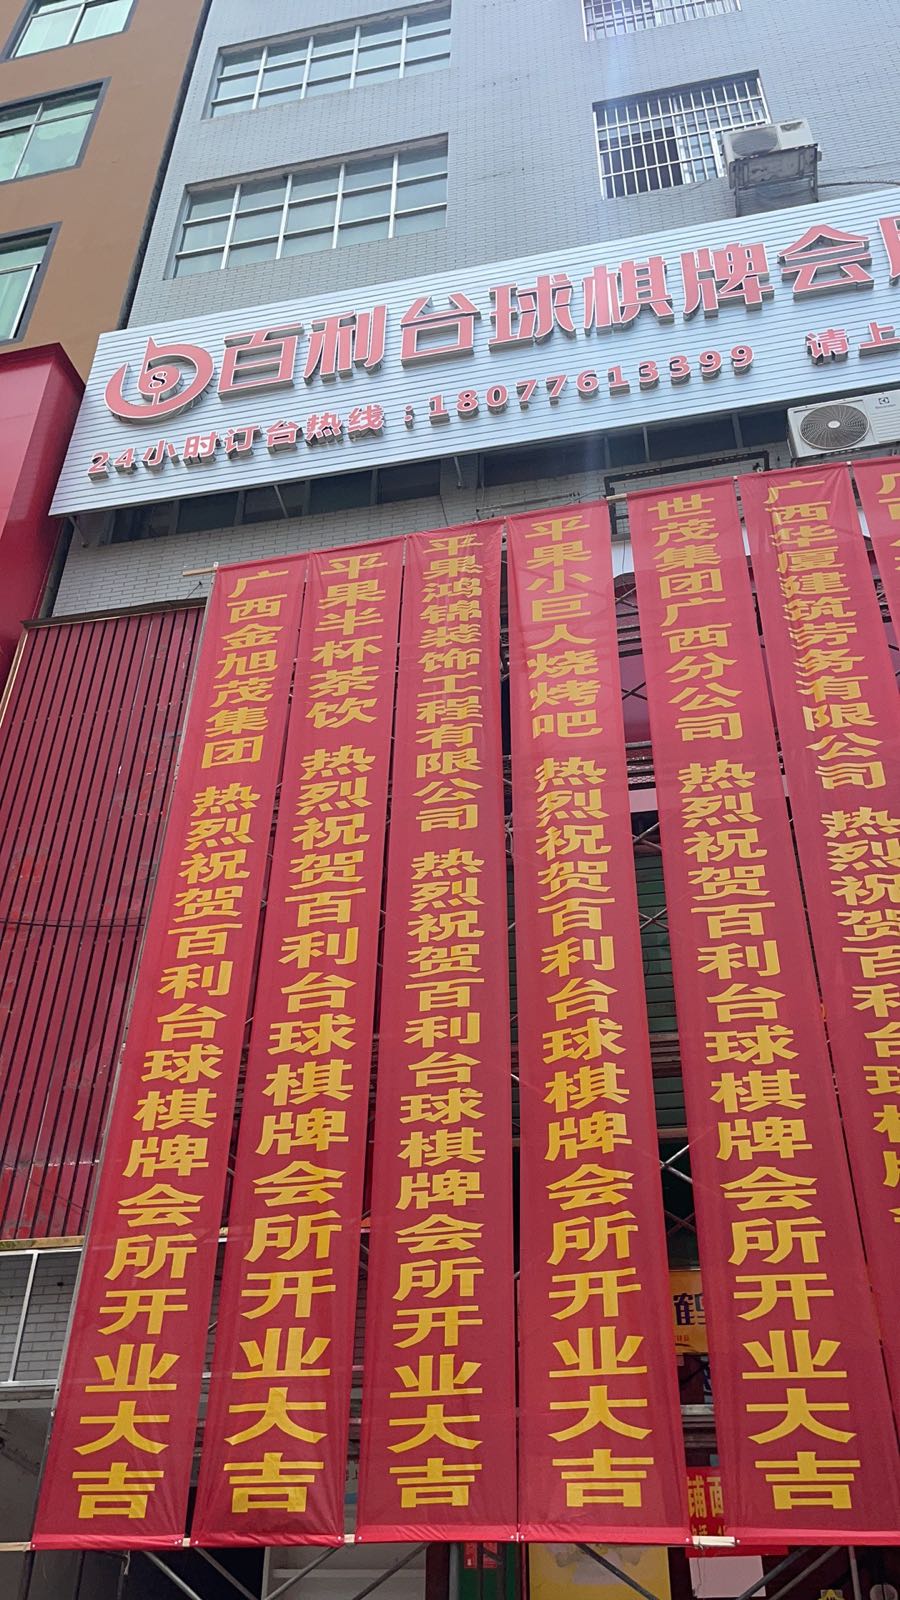 百利台球棋牌会
24小时订台热线：18077613399 请上
广西金旭茂集团 热烈祝贺百利台球棋牌会所开业大吉
平果半杯茶饮 热烈祝贺百利台球棋牌会所开业大吉
平果鸿锦装饰工程有限公司 热烈祝贺百利台球棋牌会所开业大吉
平果小巨人烧烤吧 热烈祝贺百利台球棋牌会所开业大吉
世茂集团广西分公司 热烈祝贺百利台球棋牌会所开业大吉
广西华厦建筑劳务有限公司 热烈祝贺百利台球棋牌
铺面